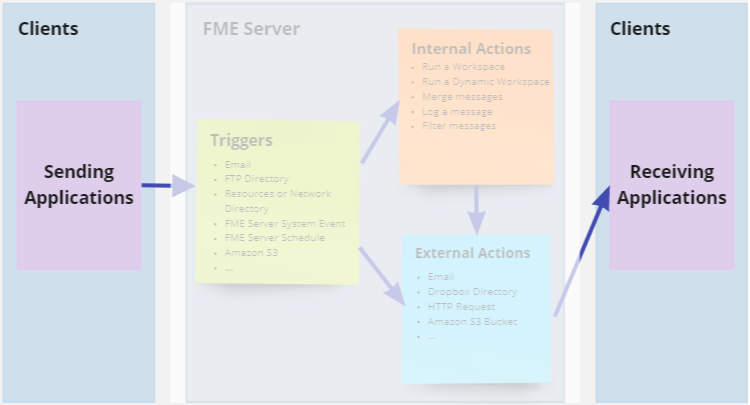 Clients
Sending
Applications
FME Server
Triggers
• Email
• FTP Directory
• Resources or Network
Directory
• FME Server System Event
• FME Server Schedule
• Amazon S3
• ...
Internal Actions
• Run a Workspace
• Run a Dynamic Workspace
• Merge messages
• Log a message
• Filter messages
External Actions
• Email
• Dropbox Directory
• HTTP Request
• Amazon S3 Bucket
• ...
Clients
Receiving
Applications